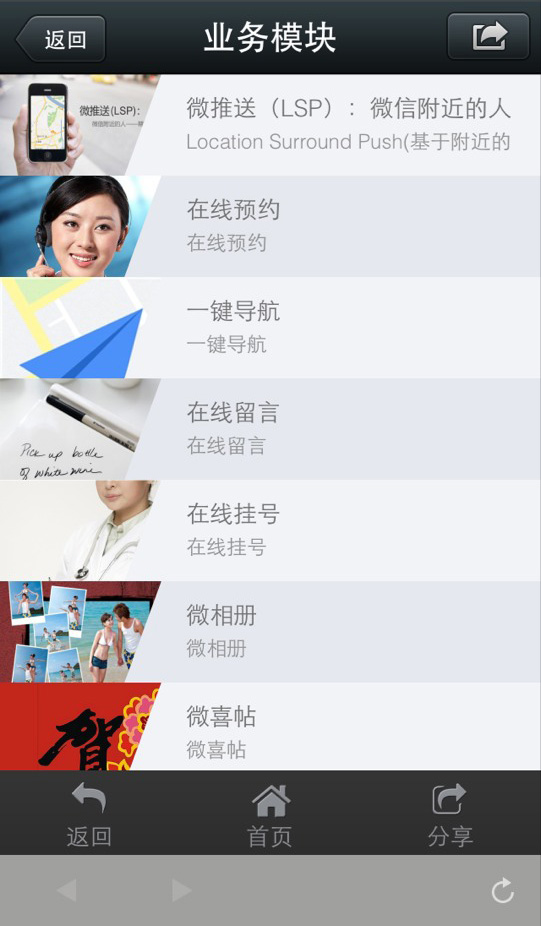 返回
业务模块
微推送(LSP)：
微推送（LSP）：微信附近的人
Location Surround Push(基于附近的
在线预约
在线预约
一键导航
一键导航
在线留言
在线留言
Pick up bottle
of white wine
在线挂号
在线挂号
微相册
微相册
微喜帖
微喜帖
贺
返回
首页
分享